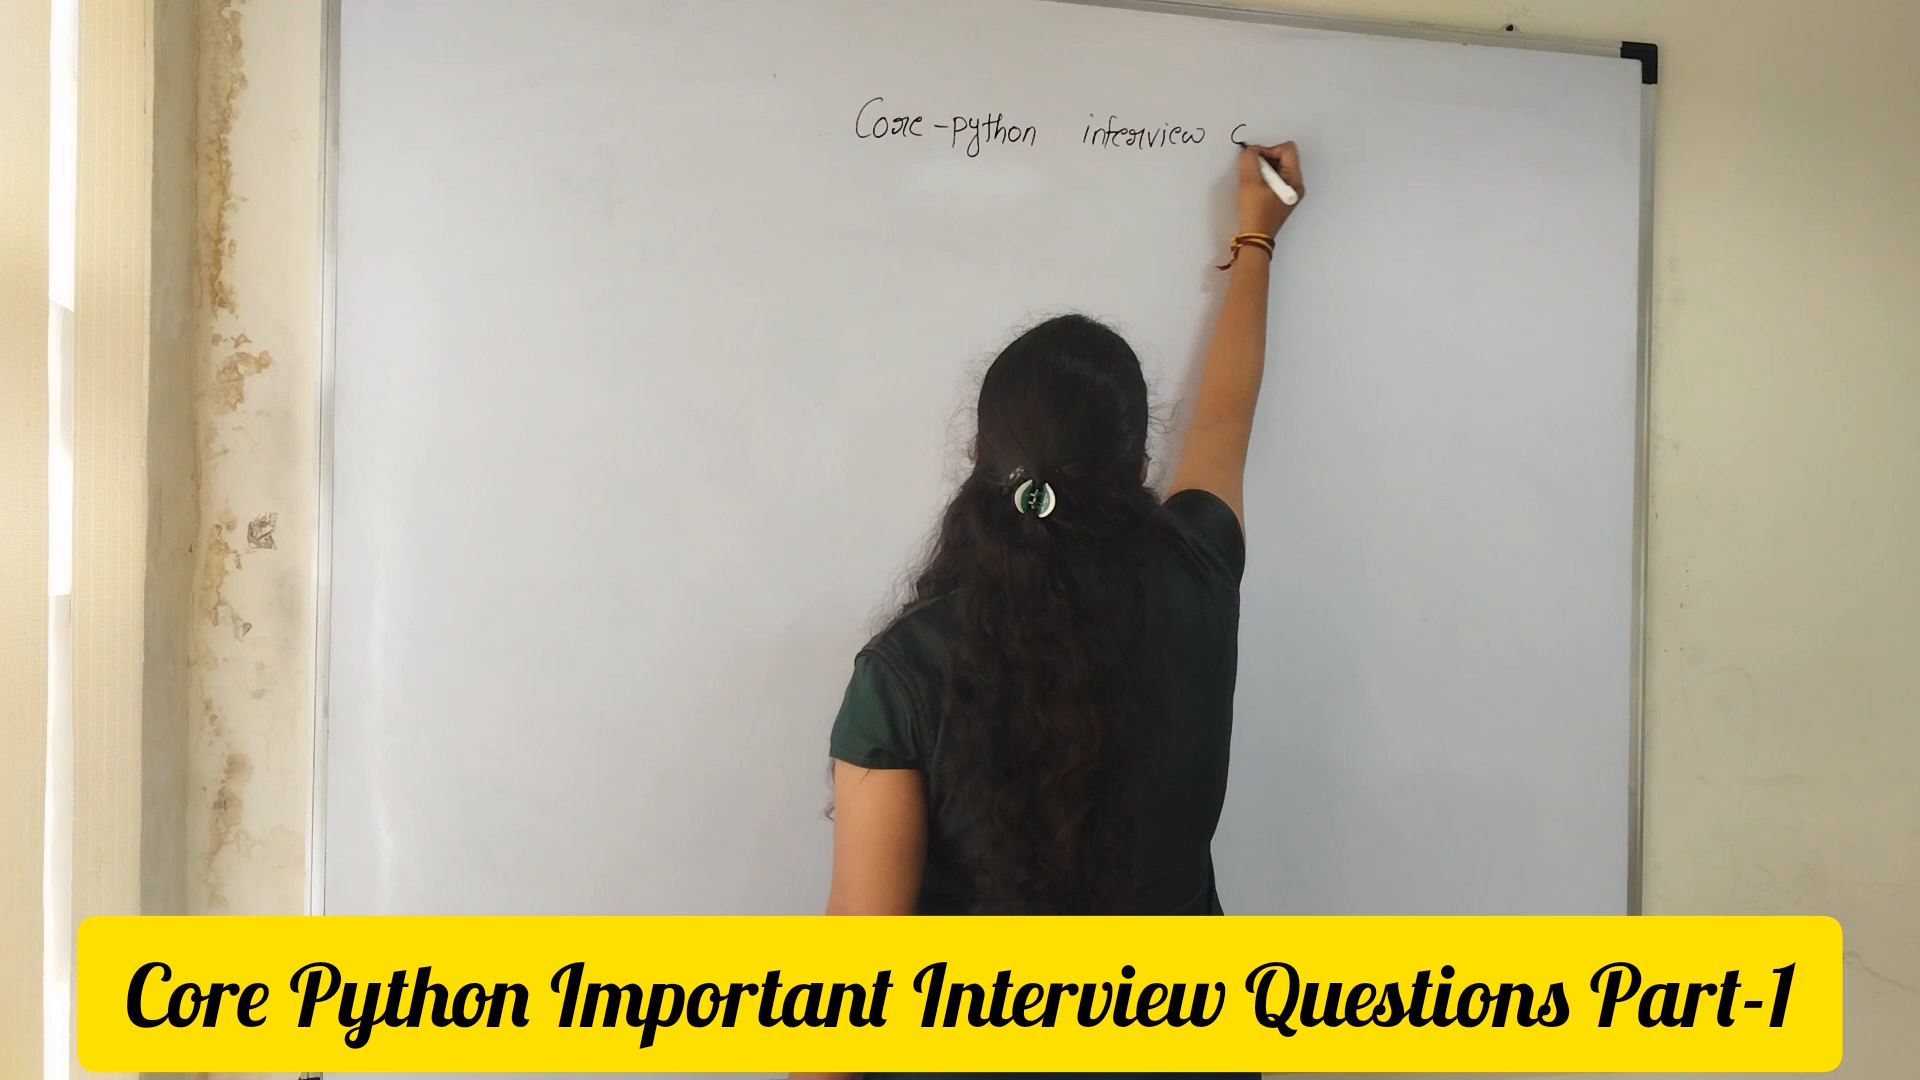 Core-python interview
Core Python Important Interview Questions Part-1